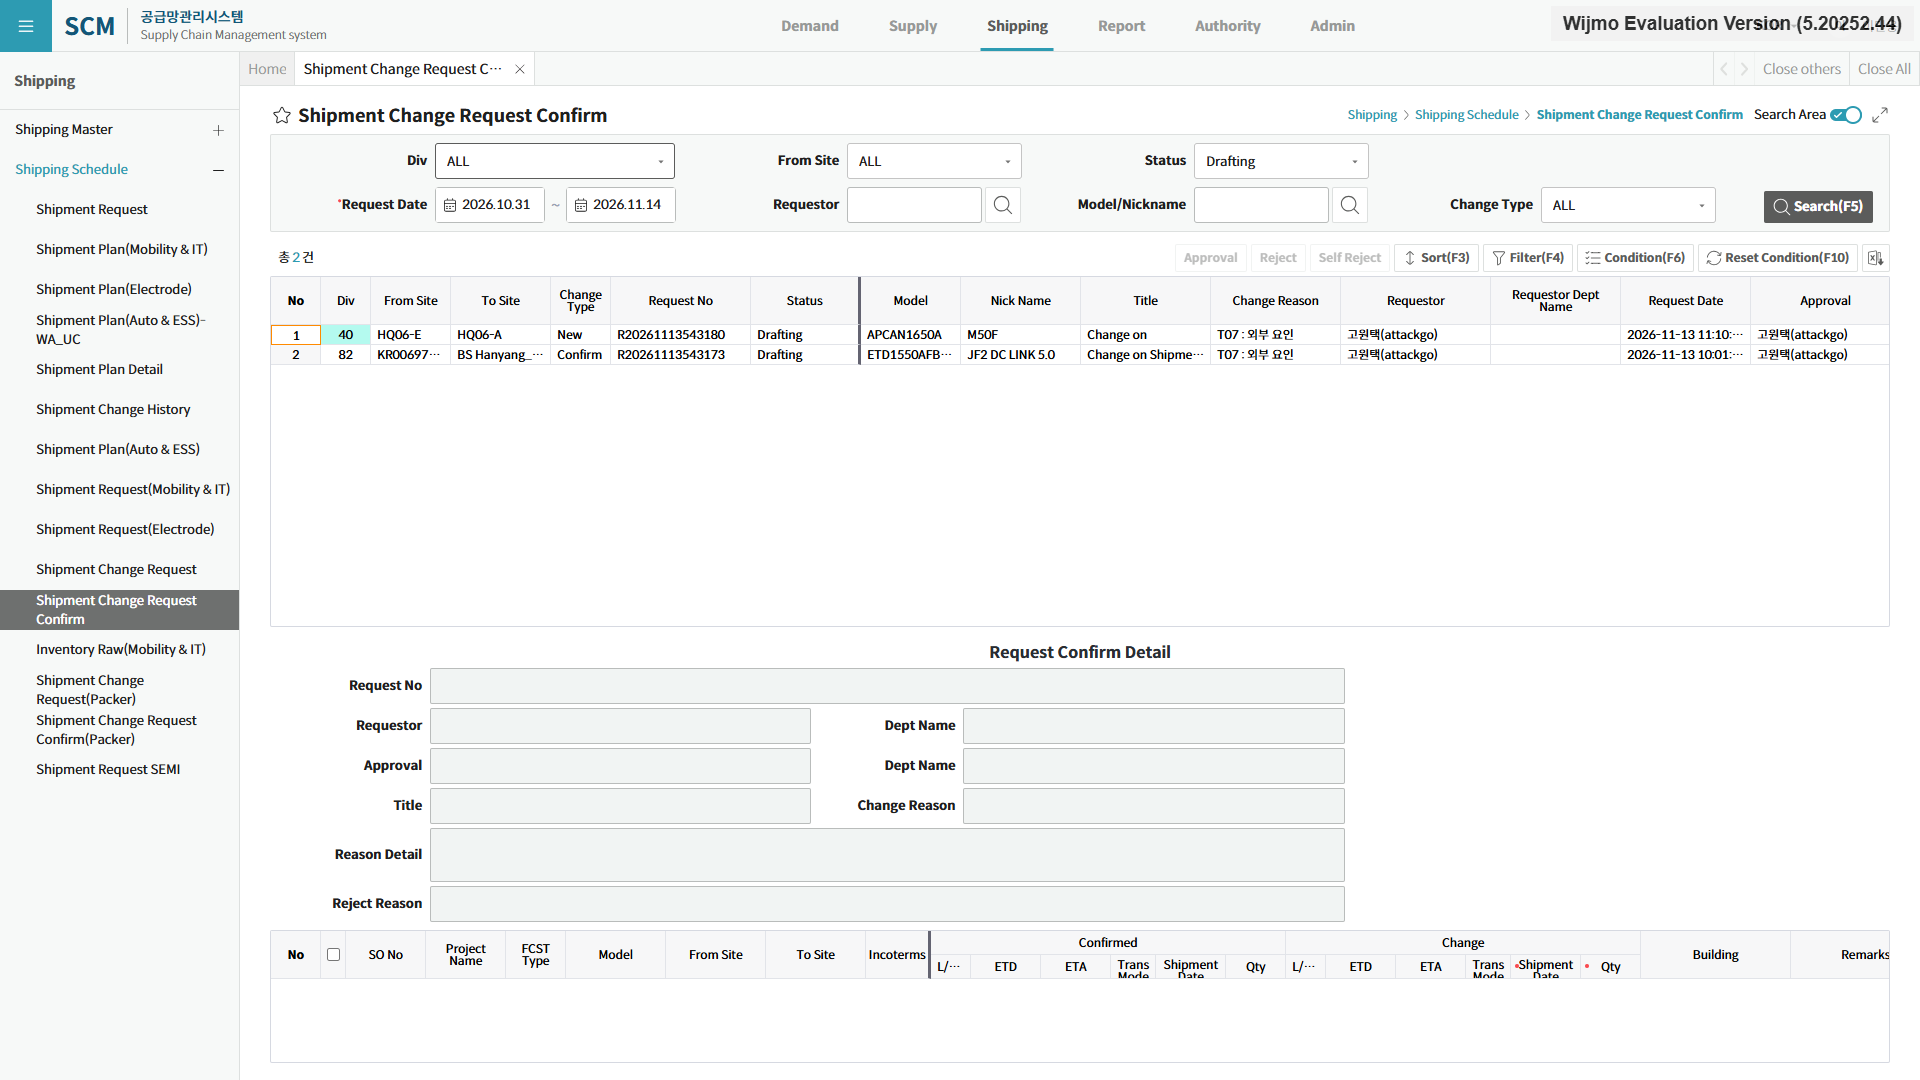 SCM 공급망관리시스템
Supply Chain Management system
Demand Supply Shipping Report Authority Admin
Wijmo Evaluation Version (5.20252.44)
Shipping
Home Shipment Change Request C··· Close others Close All
Shipping Master
Shipping Schedule
Shipment Request
Shipment Plan(Mobility & IT)
Shipment Plan(Electrode)
Shipment Plan(Auto & ESS)-
WA_UC
Shipment Plan Detail
Shipment Change History
Shipment Plan(Auto & ESS)
Shipment Request(Mobility & IT)
Shipment Request(Electrode)
Shipment Change Request
Shipment Change Request
Confirm
Inventory Raw(Mobility & IT)
Shipment Change
Request(Packer)
Shipment Change Request
Confirm(Packer)
Shipment Request SEMI
Shipment Change Request Confirm
Shipping > Shipping Schedule > Shipment Change Request Confirm Search Area
Div ALL From Site ALL Status Drafting
*Request Date 2026.10.31 ~ 2026.11.14 Requestor Model/Nickname Change Type ALL Search(F5)
총 2 건
Approval Reject Self Reject Sort(F3) Filter(F4) Condition(F6) Reset Condition(F10)
No Div From Site To Site Change Type Request No Status Model Nick Name Title Change Reason Requestor Requestor Dept Name Request Date Approval
1 40 HQ06-E HQ06-A New R20261113543180 Drafting APCAN1650A M50F Change on T07 : 외부 요인 고원택(attackgo) 2026-11-13 11:10:··· 고원택(attackgo)
2 82 KR00697··· BS Hanyang_··· Confirm R20261113543173 Drafting ETD1550AFB··· JF2 DC LINK 5.0 Change on Shipme··· T07 : 외부 요인 고원택(attackgo) 2026-11-13 10:01:··· 고원택(attackgo)
Request Confirm Detail
Request No
Requestor Dept Name
Approval Dept Name
Title Change Reason
Reason Detail
Reject Reason
No SO No Project Name FCST Type Model From Site To Site Incoterms Confirmed Change Building Remarks
L/··· ETD ETA Trans Mode Shipment Date Qty L/··· ETD ETA Trans Mode Shipment Date Qty